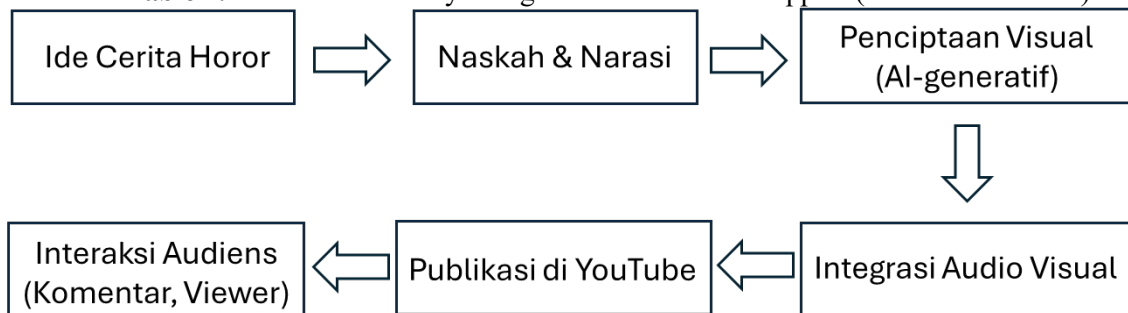 Ide Cerita Horor
Naskah & Narasi
Penciptaan Visual
(AI-generatif)
Integrasi Audio Visual
Publikasi di YouTube
Interaksi Audiens
(Komentar, Viewer)